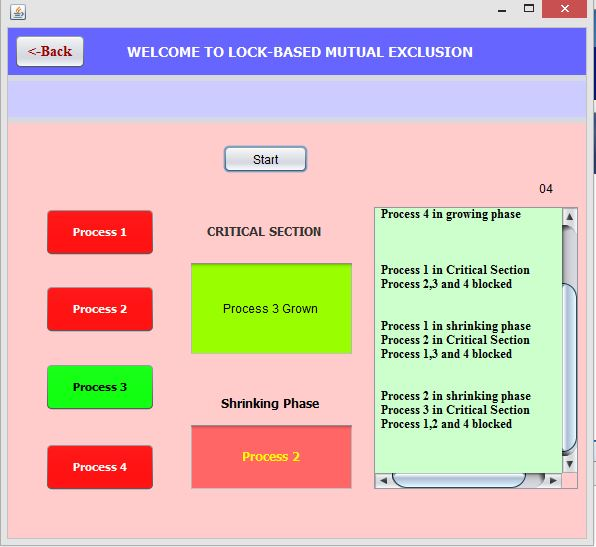 <-Back
WELCOME TO LOCK-BASED MUTUAL EXCLUSION
Start
04
Process 1
Process 2
Process 3
Process 4
CRITICAL SECTION
Process 3 Grown
Shrinking Phase
Process 2
Process 4 in growing phase
Process 1 in Critical Section
Process 2,3 and 4 blocked
Process 1 in shrinking phase
Process 2 in Critical Section
Process 1,3 and 4 blocked
Process 2 in shrinking phase
Process 3 in Critical Section
Process 1,2 and 4 blocked